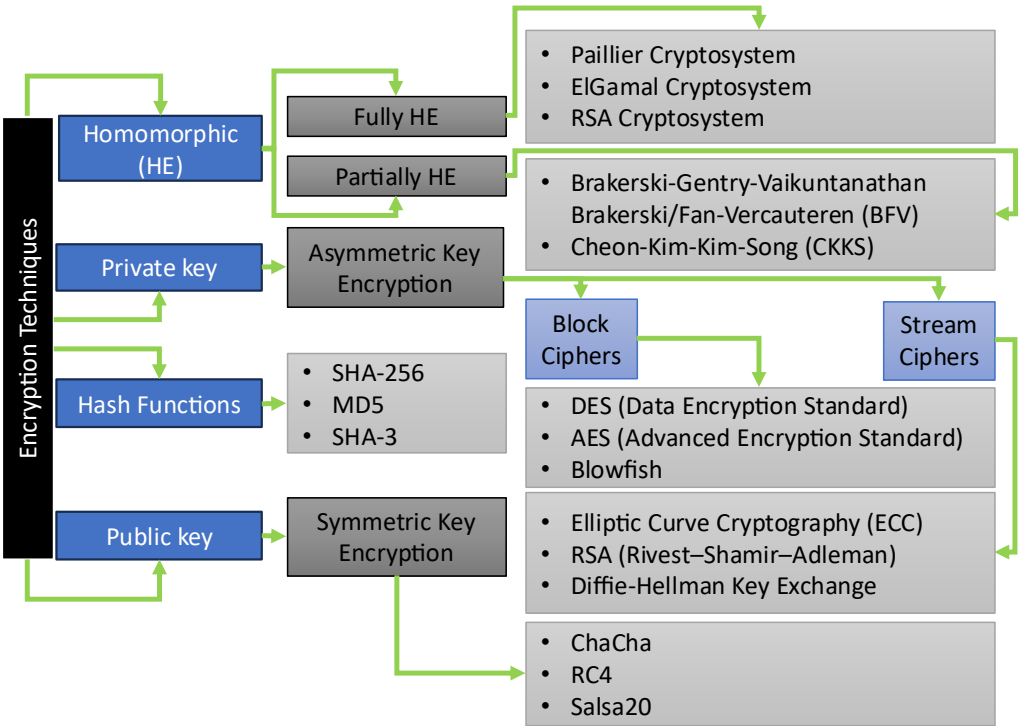 Encryption Techniques
Homomorphic
(HE)
Fully HE
Partially HE
• Paillier Cryptosystem
• ElGamal Cryptosystem
• RSA Cryptosystem
• Brakerski-Gentry-Vaikuntanathan
Brakerski/Fan-Vercauteren (BFV)
• Cheon-Kim-Kim-Song (CKKS)
Private key
Asymmetric Key
Encryption
Block
Ciphers
Stream
Ciphers
Hash Functions
• SHA-256
• MD5
• SHA-3
• DES (Data Encryption Standard)
• AES (Advanced Encryption Standard)
• Blowfish
Public key
Symmetric Key
Encryption
• Elliptic Curve Cryptography (ECC)
• RSA (Rivest–Shamir–Adleman)
• Diffie-Hellman Key Exchange
• ChaCha
• RC4
• Salsa20